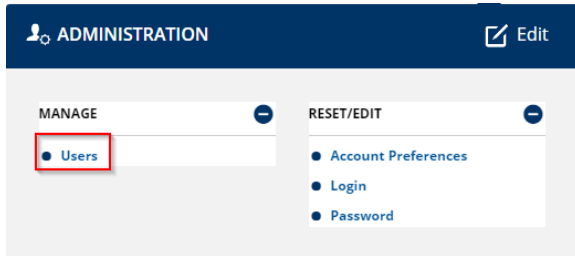 ADMINISTRATION
Edit
MANAGE
Users
RESET/EDIT
Account Preferences
Login
Password